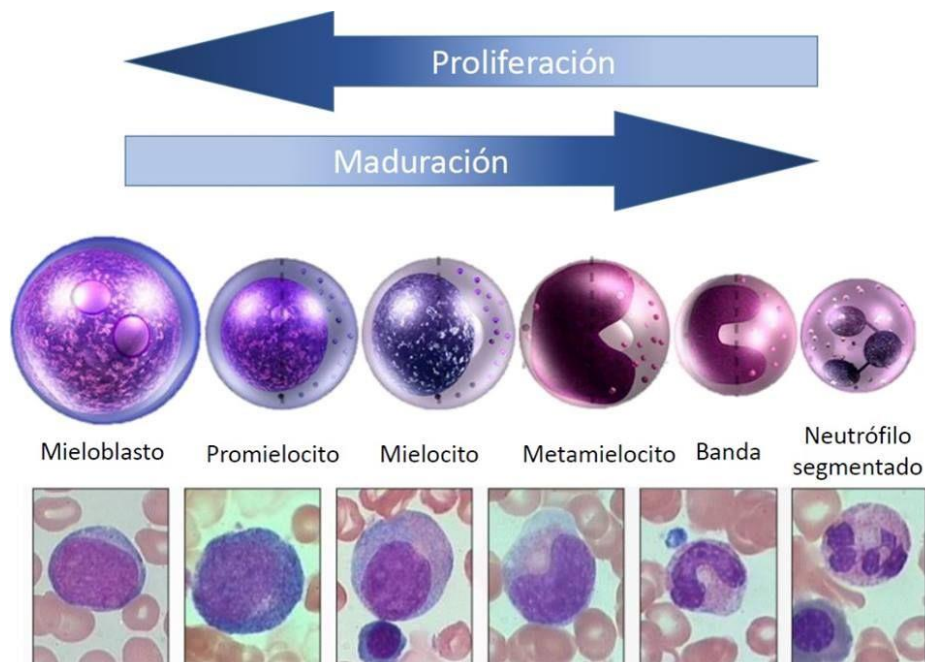 Proliferación
Maduración
Mieloblasto
Promielocito
Mielocito
Metamielocito
Banda
Neutrófilo
segmentado